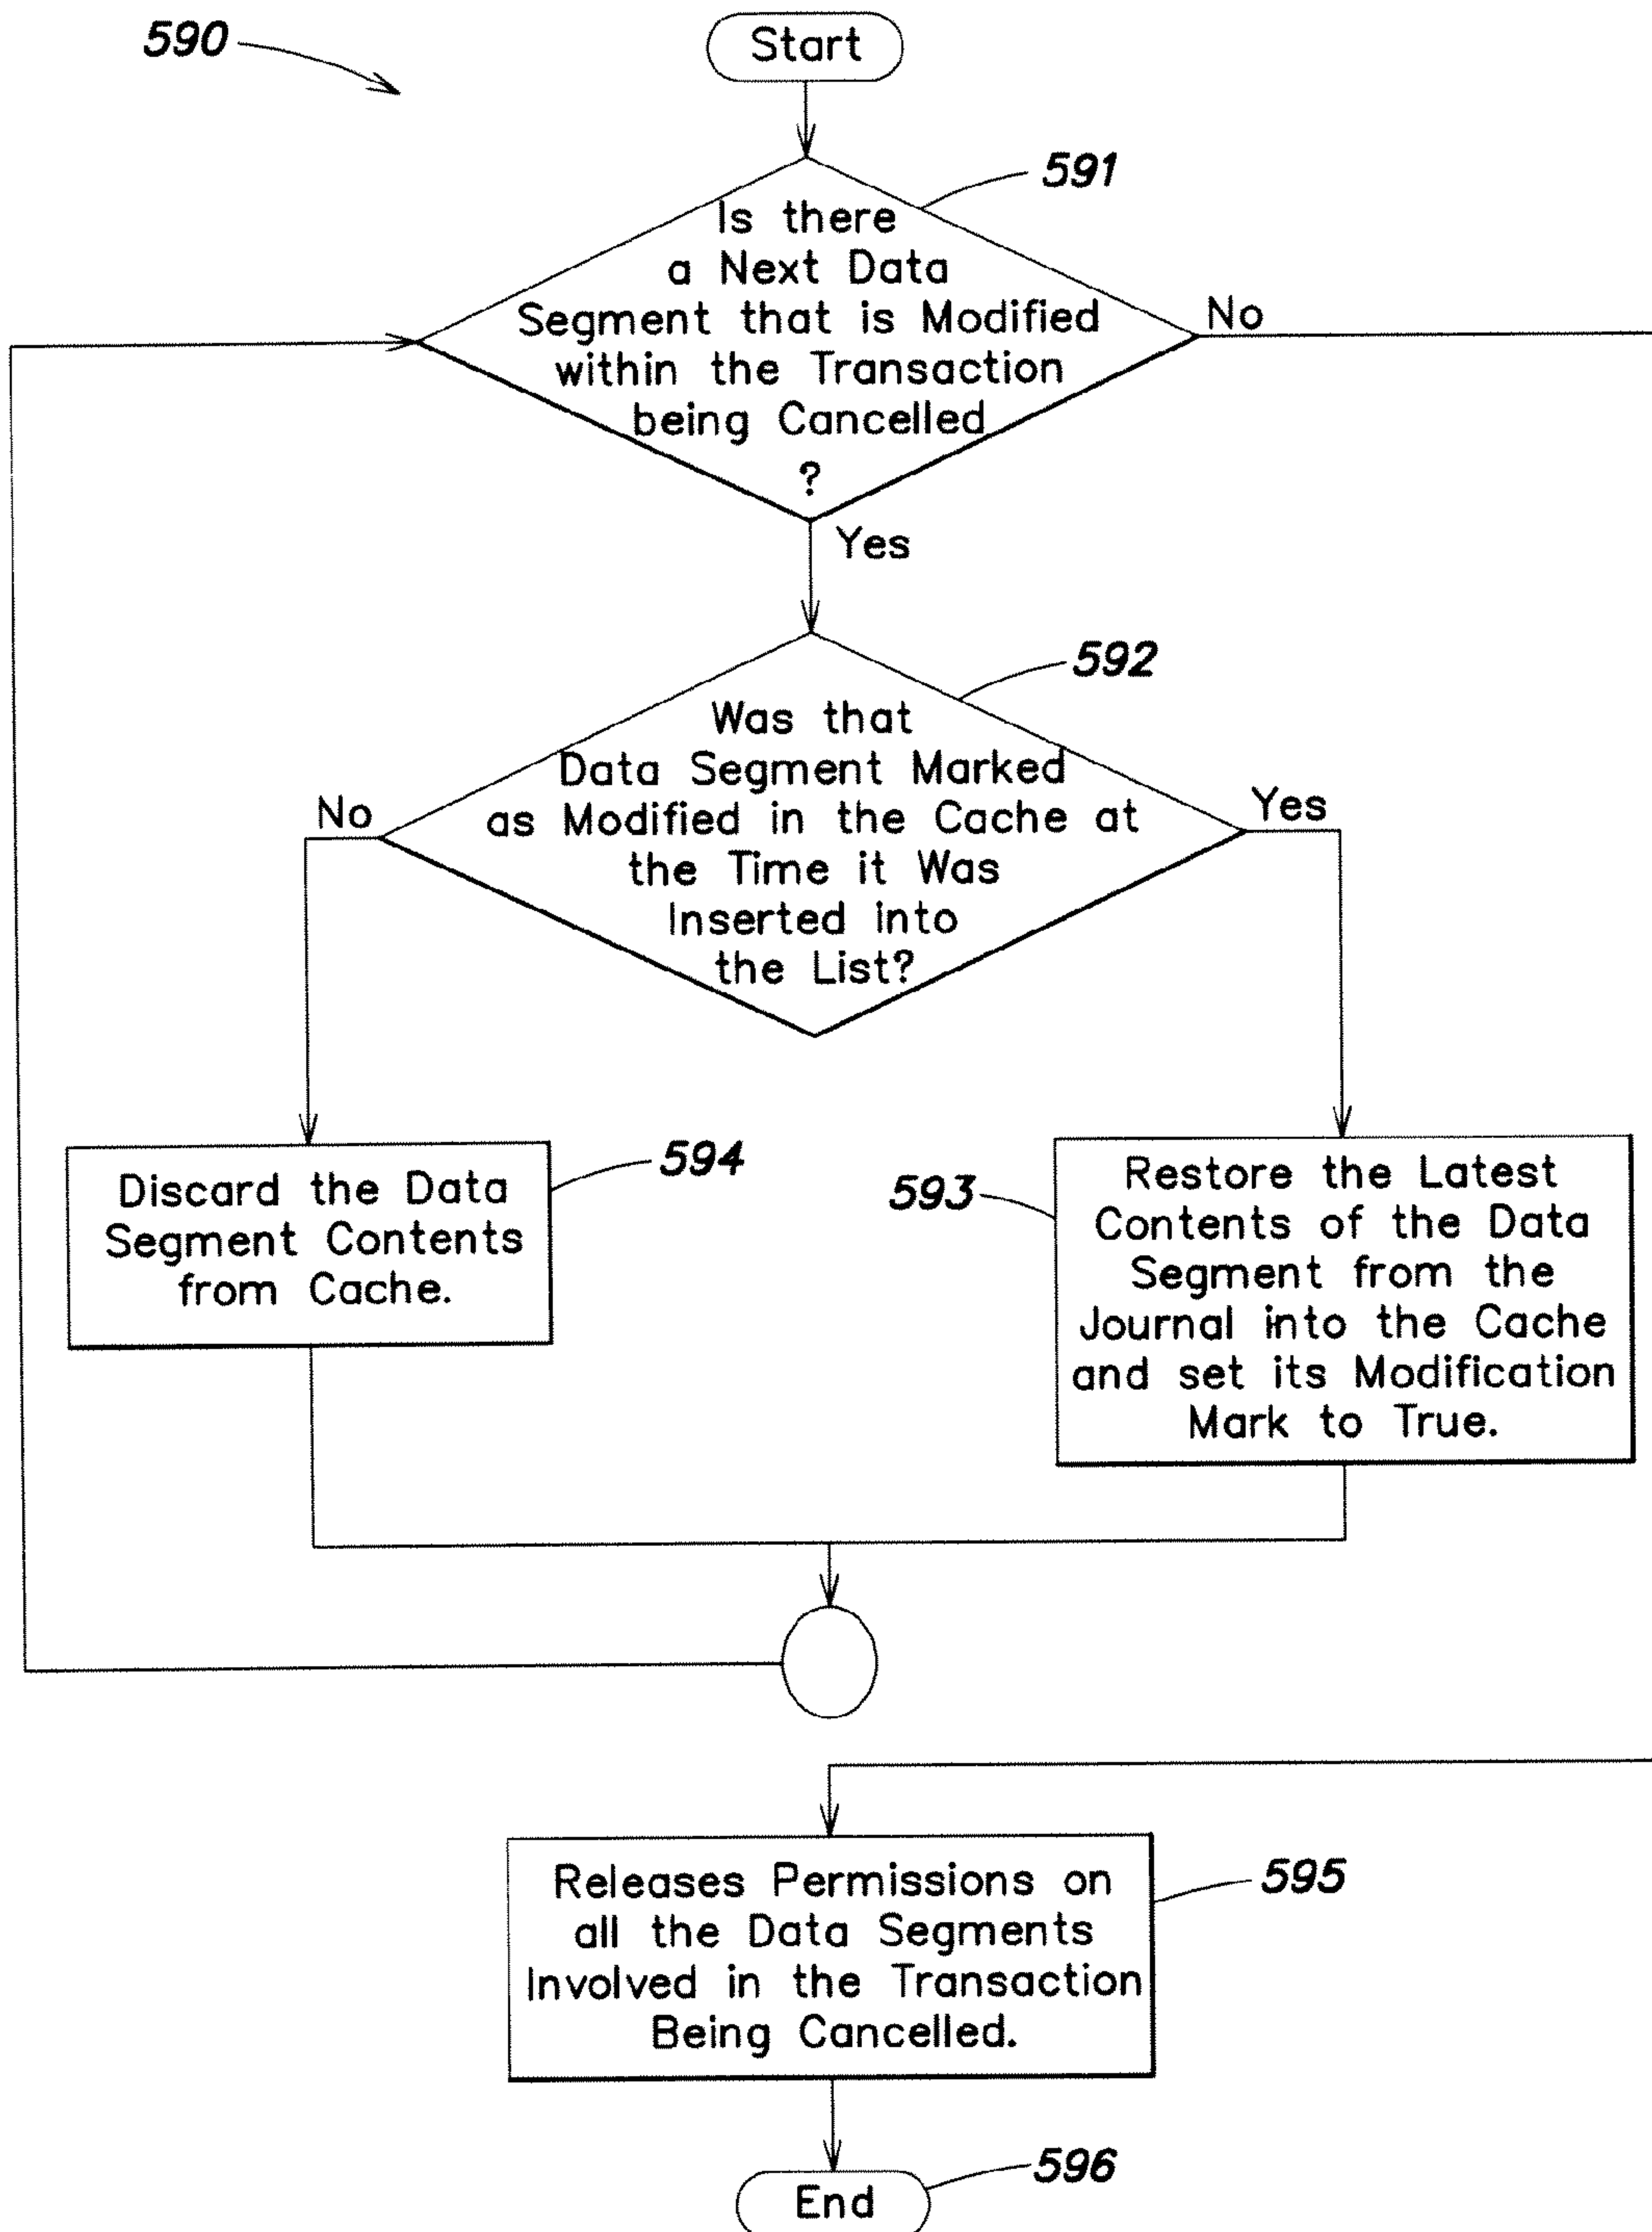 590
Start
591
Is there
a Next Data
Segment that is Modified
within the Transaction
being Cancelled
?
No
Yes
592
Was that
Data Segment Marked
as Modified in the Cache at
the Time it Was
Inserted into
the List?
No
Yes
594
Discard the Data
Segment Contents
from Cache.
593
Restore the Latest
Contents of the Data
Segment from the
Journal into the Cache
and set its Modification
Mark to True.
Releases Permissions on
all the Data Segments
Involved in the Transaction
Being Cancelled.
595
596
End